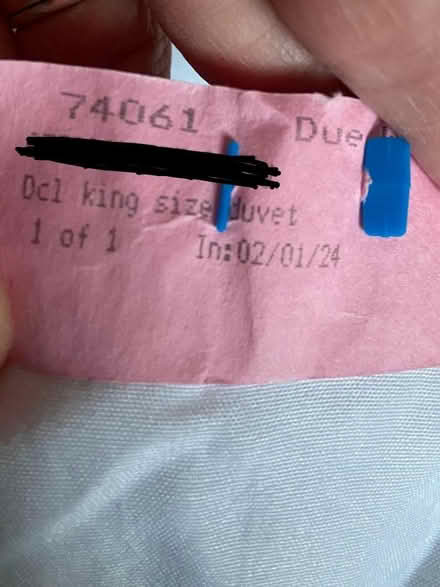 74061 Due
Dcl king size duvet
1 of 1 In:02/01/24